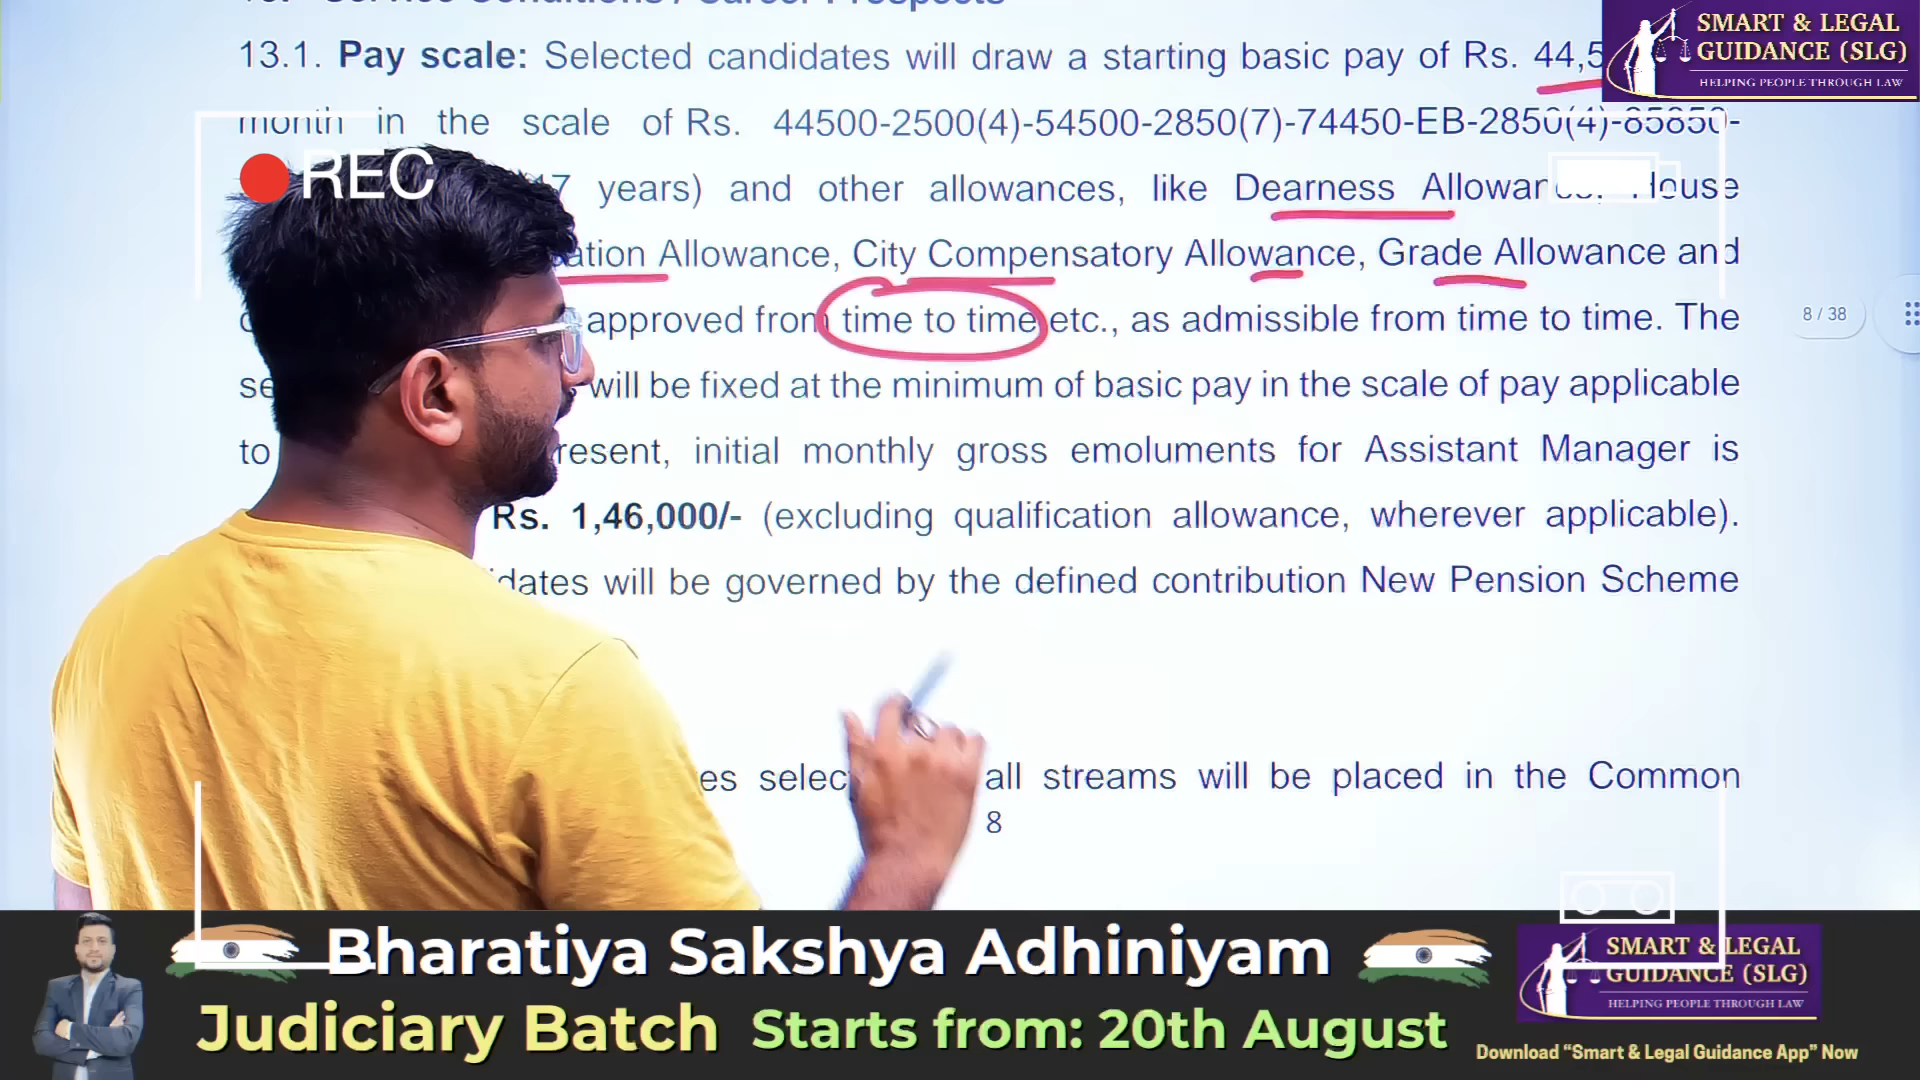 13.1. Pay scale: Selected candidates will draw a starting basic pay of Rs. 44,5
month in the scale of Rs. 44500-2500(4)-54500-2850(7)-74450-EB-2850(4)-85850-
17 years) and other allowances, like Dearness Allowance, House
Allowance, City Compensatory Allowance, Grade Allowance and
approved from time to time etc., as admissible from time to time. The
will be fixed at the minimum of basic pay in the scale of pay applicable
to resent, initial monthly gross emoluments for Assistant Manager is
Rs. 1,46,000/- (excluding qualification allowance, wherever applicable).
idates will be governed by the defined contribution New Pension Scheme
es selec all streams will be placed in the Common
8
REC
8 / 38
SMART & LEGAL
GUIDANCE (SLG)
HELPING PEOPLE THROUGH LAW
Bharatiya Sakshya Adhiniyam
Judiciary Batch Starts from: 20th August
SMART & LEGAL
GUIDANCE (SLG)
HELPING PEOPLE THROUGH LAW
Download “Smart & Legal Guidance App” Now